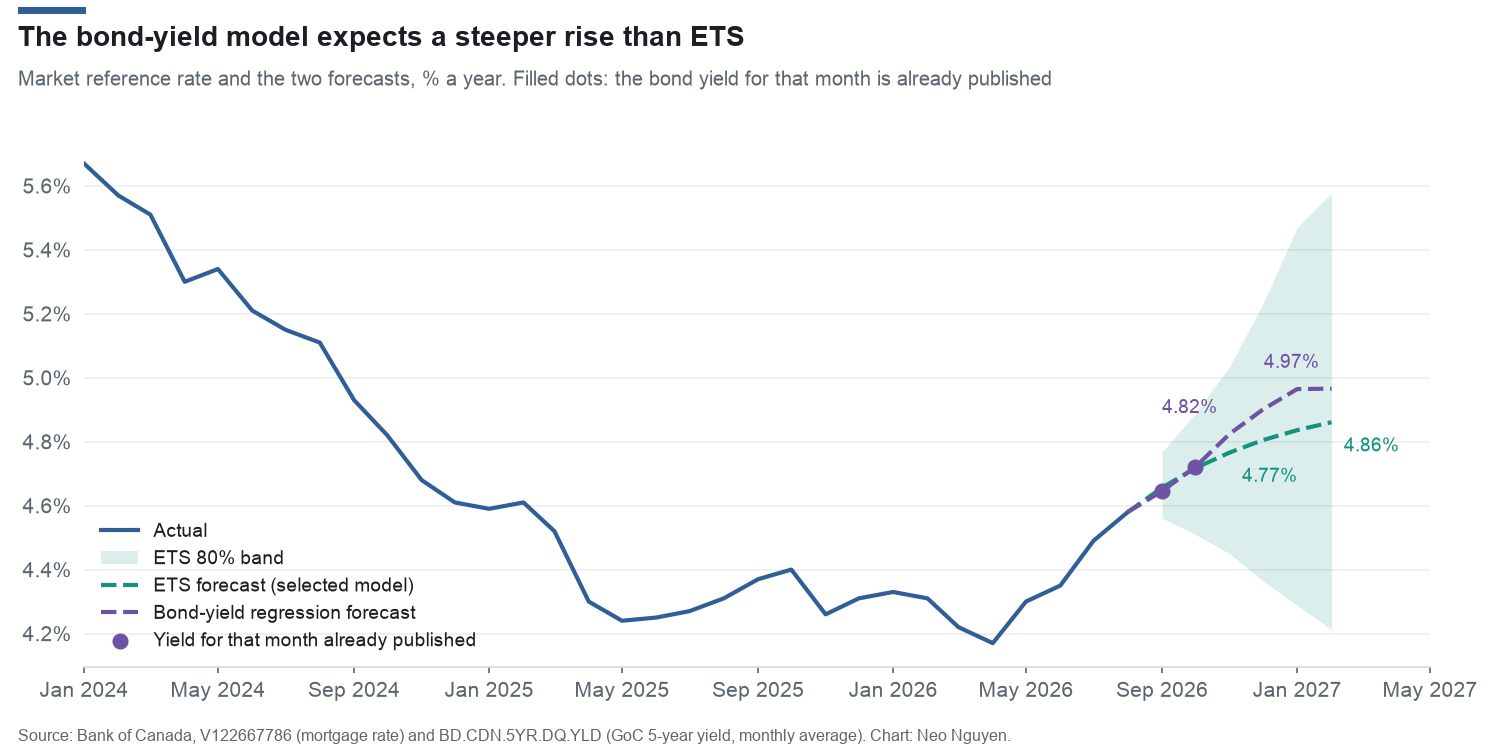 The bond-yield model expects a steeper rise than ETS
Market reference rate and the two forecasts, % a year. Filled dots: the bond yield for that month is already published
5.6%
5.4%
5.2%
5.0%
4.8%
4.6%
4.4%
4.2%
4.97%
4.82%
4.86%
4.77%
Actual
ETS 80% band
ETS forecast (selected model)
Bond-yield regression forecast
Yield for that month already published
Jan 2024 May 2024 Sep 2024 Jan 2025 May 2025 Sep 2025 Jan 2026 May 2026 Sep 2026 Jan 2027 May 2027
Source: Bank of Canada, V122667786 (mortgage rate) and BD.CDN.5YR.DQ.YLD (GoC 5-year yield, monthly average). Chart: Neo Nguyen.